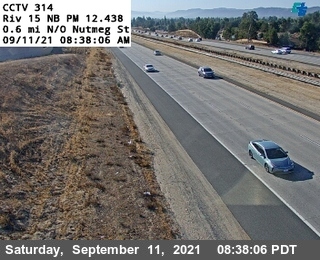 CCTV 314
Riv 15 NB PM 12.438
0.6 mi N/O Nutmeg St
09/11/21 08:38:06 AM
Saturday, September 11, 2021 08:38:06 PDT